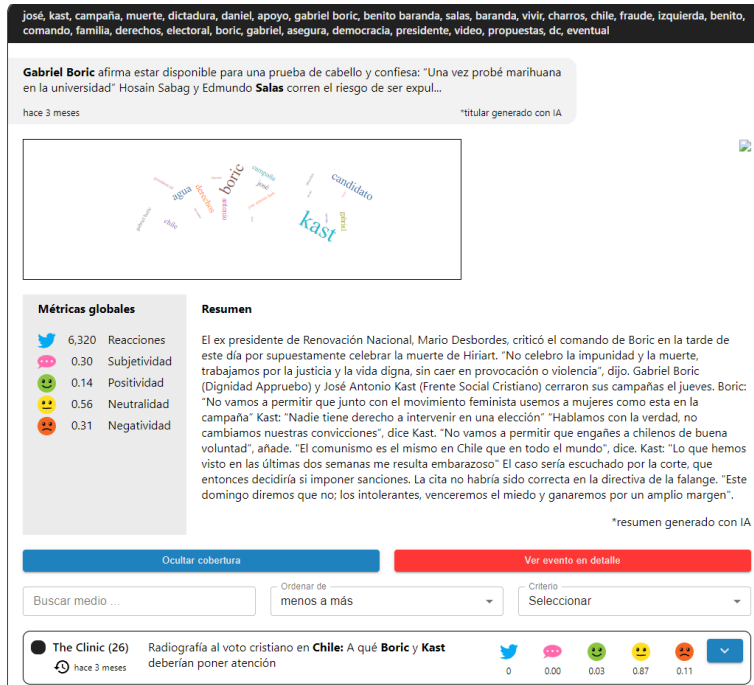 josé, kast, campaña, muerte, dictadura, daniel, apoyo, gabriel boric, benito baranda, salas, baranda, vivir, charros, chile, fraude, izquierda, benito,
comando, familia, derechos, electoral, boric, gabriel, asegura, democracia, presidente, video, propuestas, dc, eventual
Gabriel Boric afirma estar disponible para una prueba de cabello y confiesa: “Una vez probé marihuana
en la universidad” Hosain Sabag y Edmundo Salas corren el riesgo de ser expul...
hace 3 meses
*titular generado con IA
boric
campaña
josé
agua
derechos
candidato
chile
gabriel boric
kast
gabriel
Métricas globales
6,320 Reacciones
0.30 Subjetividad
0.14 Positividad
0.56 Neutralidad
0.31 Negatividad
Resumen
El ex presidente de Renovación Nacional, Mario Desbordes, criticó el comando de Boric en la tarde de
este día por supuestamente celebrar la muerte de Hiriart. “No celebro la impunidad y la muerte,
trabajamos por la justicia y la vida digna, sin caer en provocación o violencia”, dijo. Gabriel Boric
(Dignidad Appruebo) y José Antonio Kast (Frente Social Cristiano) cerraron sus campañas el jueves. Boric:
“No vamos a permitir que junto con el movimiento feminista usemos a mujeres como esta en la
campaña” Kast: “Nadie tiene derecho a intervenir en una elección” “Hablamos con la verdad, no
cambiamos nuestras convicciones”, dice Kast. “No vamos a permitir que engañes a chilenos de buena
voluntad”, añade. “El comunismo es el mismo en Chile que en todo el mundo”, dice. Kast: “Lo que hemos
visto en las últimas dos semanas me resulta embarazoso” El caso sería escuchado por la corte, que
entonces decidiría si imponer sanciones. La cita no habría sido correcta en la directiva de la falange. “Este
domingo diremos que no; los intolerantes, venceremos el miedo y ganaremos por un amplio margen”.
*resumen generado con IA
Ocultar cobertura
Ver evento en detalle
Buscar medio ...
Ordenar de
menos a más
Criterio
Seleccionar
The Clinic (26)
hace 3 meses
Radiografía al voto cristiano en Chile: A qué Boric y Kast
deberían poner atención
0 0.00 0.03 0.87 0.11